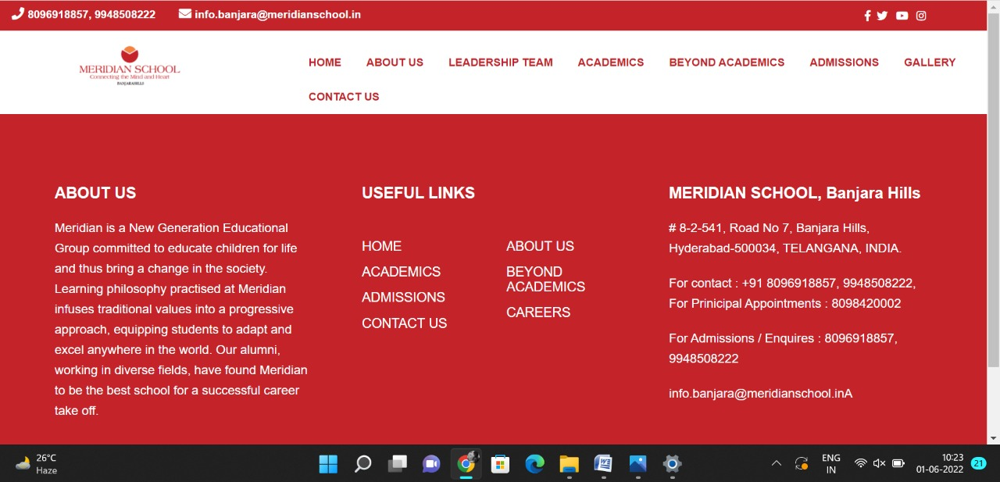 8096918857, 9948508222 info.banjara@meridianschool.in
MERIDIAN SCHOOL
Connecting the Mind and Heart
BANJARAHILLS
HOME ABOUT US LEADERSHIP TEAM ACADEMICS BEYOND ACADEMICS ADMISSIONS GALLERY
CONTACT US
ABOUT US
Meridian is a New Generation Educational
Group committed to educate children for life
and thus bring a change in the society.
Learning philosophy practised at Meridian
infuses traditional values into a progressive
approach, equipping students to adapt and
excel anywhere in the world. Our alumni,
working in diverse fields, have found Meridian
to be the best school for a successful career
take off.
USEFUL LINKS
HOME
ACADEMICS
ADMISSIONS
CONTACT US
ABOUT US
BEYOND
ACADEMICS
CAREERS
MERIDIAN SCHOOL, Banjara Hills
# 8-2-541, Road No 7, Banjara Hills,
Hyderabad-500034, TELANGANA, INDIA.
For contact : +91 8096918857, 9948508222,
For Prinicipal Appointments : 8098420002
For Admissions / Enquires : 8096918857,
9948508222
info.banjara@meridianschool.inA
26°C
Haze
ENG
IN
10:23
01-06-2022
21